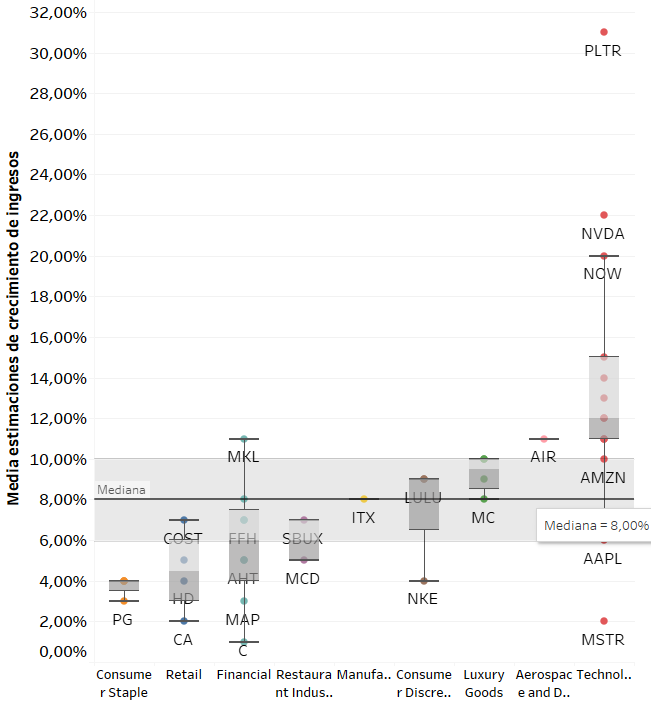 Media estimaciones de crecimiento de ingresos
32,00%
30,00%
28,00%
26,00%
24,00%
22,00%
20,00%
18,00%
16,00%
14,00%
12,00%
10,00%
8,00%
6,00%
4,00%
2,00%
0,00%
PLTR
NVDA
NOW
MKL
AIR
AMZN
Mediana
LULU
ITX
MC
Mediana = 8,00%
COST
FFH
SBUX
AAPL
AHT
MCD
HD
NKE
PG
MAP
CA
C
MSTR
Consume
r Staple
Retail
Financial
Restaura
nt Indus..
Manufa..
Consume
r Discre..
Luxury
Goods
Aerospac
e and D..
Technol..